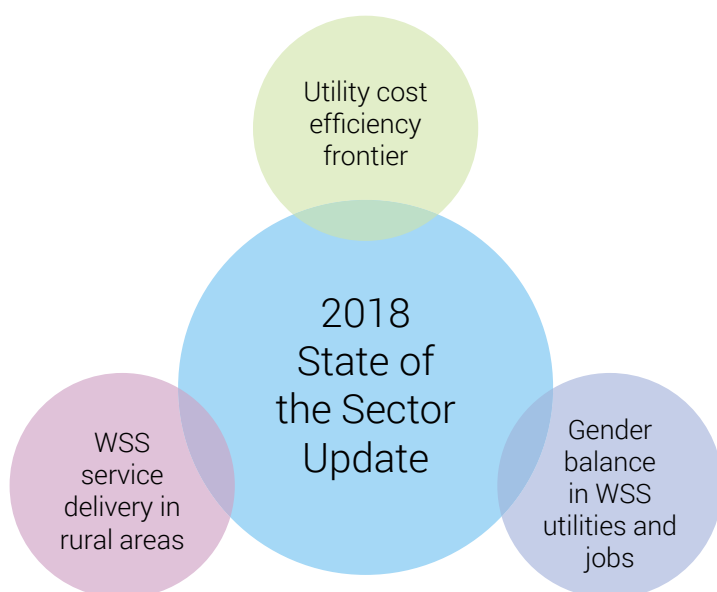 Utility cost
efficiency
frontier
2018
State of
the Sector
Update
WSS
service
delivery in
rural areas
Gender
balance
in WSS
utilities and
jobs